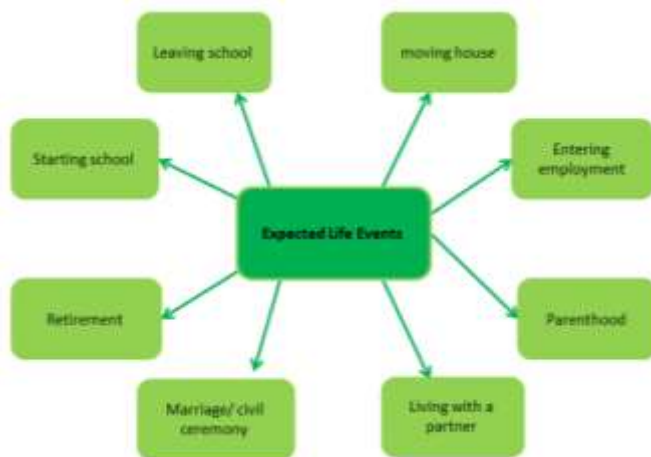 Leaving school
moving house
Starting school
Entering
employment
Expected Life Events
Retirement
Parenthood
Marriage/ civil
ceremony
Living with a
partner